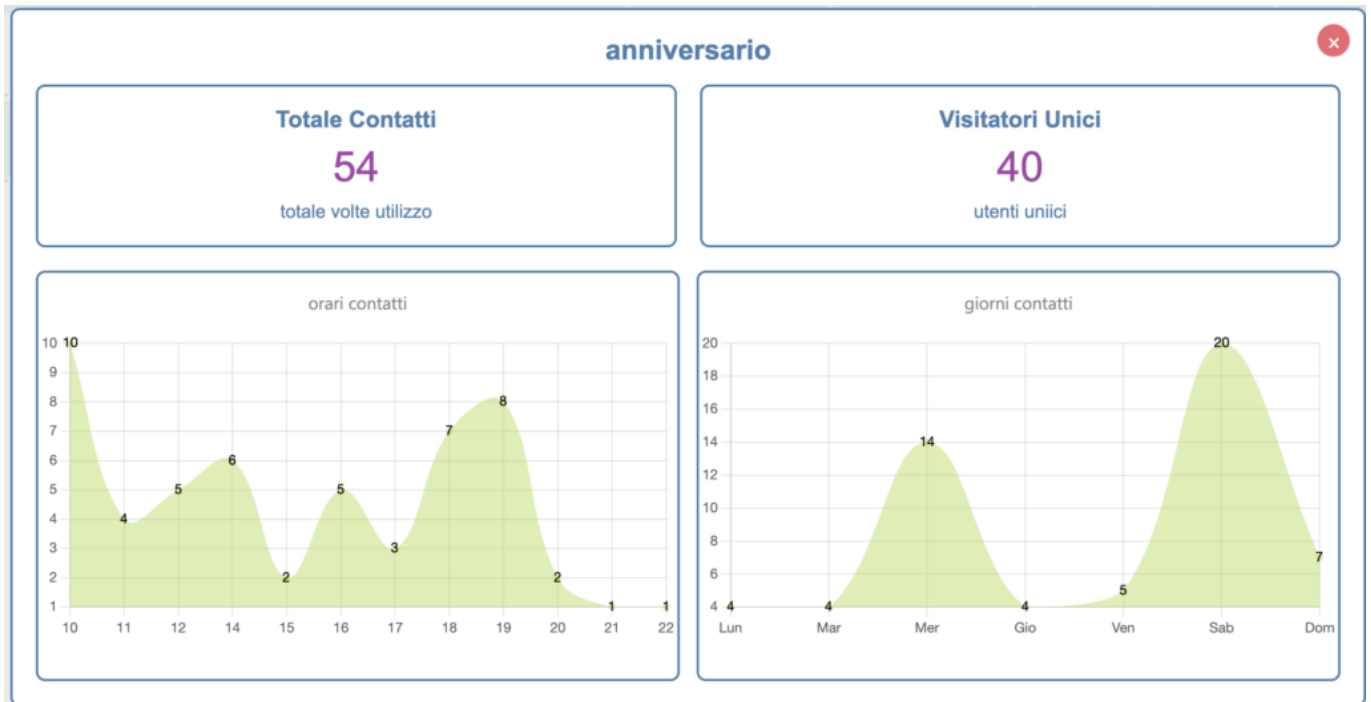 anniversario
×
Totale Contatti
54
totale volte utilizzo
Visitatori Unici
40
utenti uniici
orari contatti
10 10
9
8 8
7 7
6 6
5 5 5
4 4
3 3
2 2 2
1 1 1
10 11 12 14 15 16 17 18 19 20 21 22
giorni contatti
20 20
18
16
14 14
12
10
8
7
6
5
4 4 4 4
Lun Mar Mer Gio Ven Sab Dom